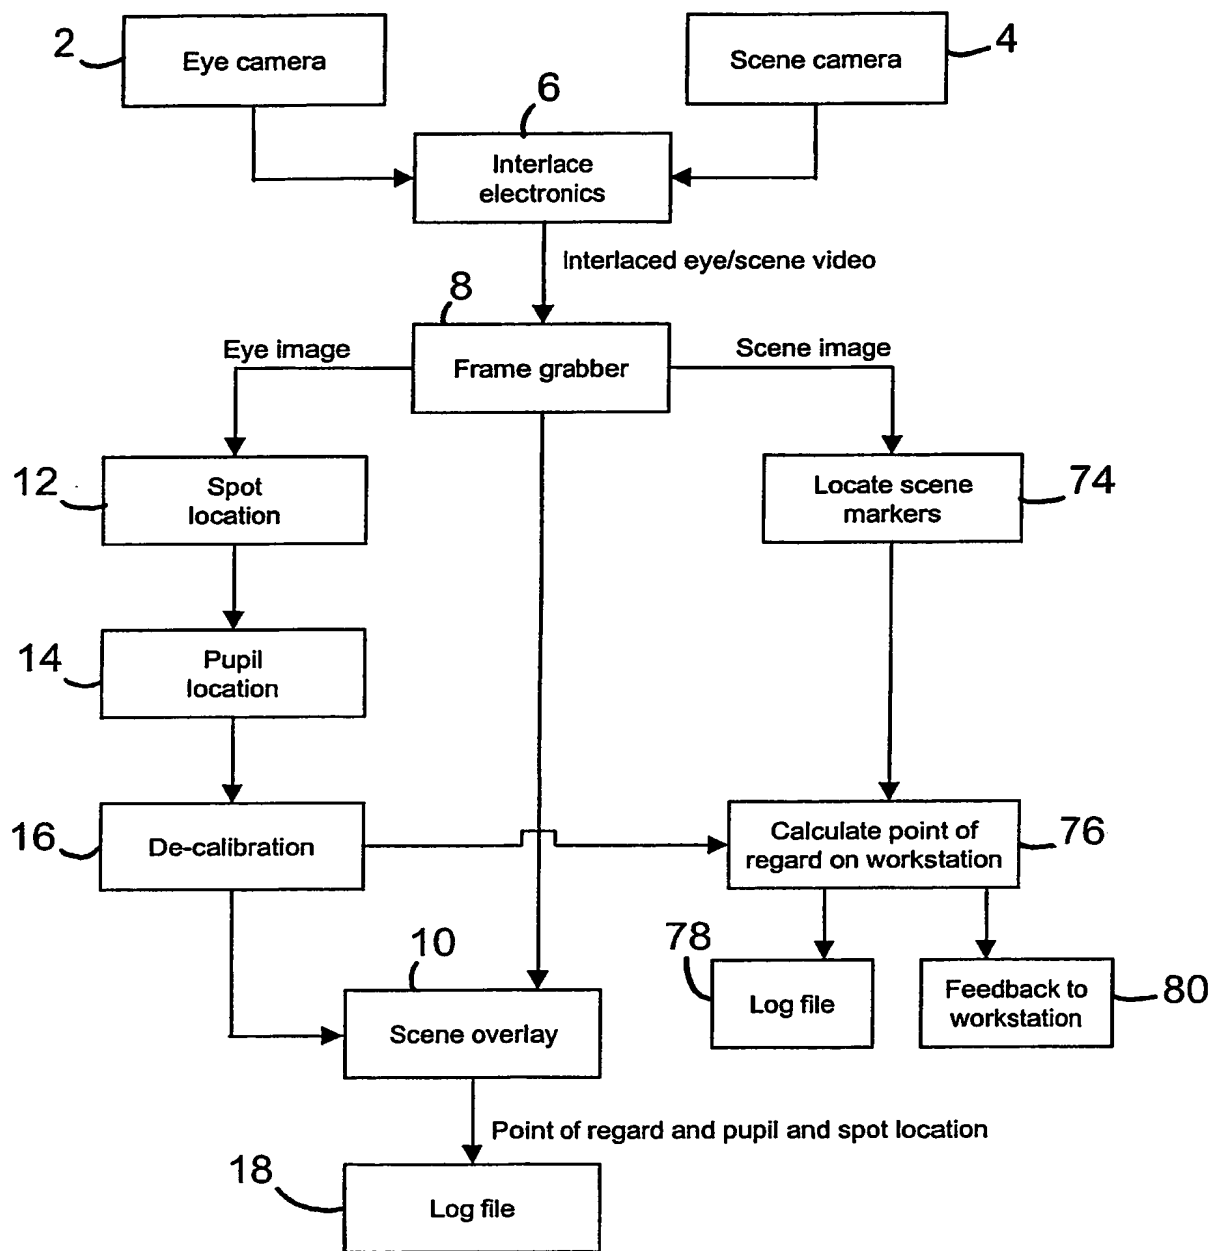 2
Eye camera
Scene camera
4
6
Interlace
electronics
Interlaced eye/scene video
8
Frame grabber
Eye image
Scene image
12
Spot
location
Locate scene
markers
74
14
Pupil
location
16
De-calibration
Calculate point of
regard on workstation
76
10
Scene overlay
78
Log file
Feedback to
workstation
80
Point of regard and pupil and spot location
18
Log file